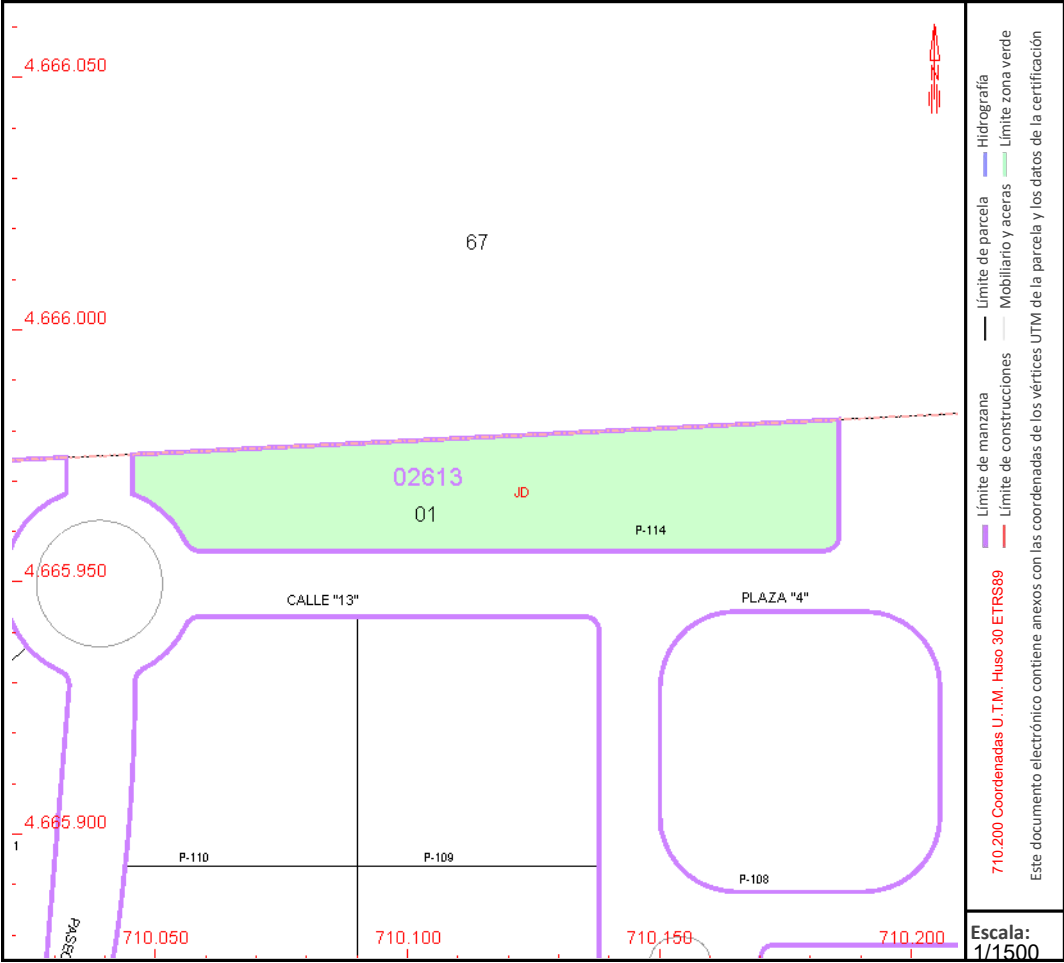 4.666.050
67
4.666.000
02613
JD
01
P-114
4.665.950
CALLE "13"
PLAZA "4"
4.665.900
1
P-110
P-109
P-108
PASEO
710.050
710.100
710.150
710.200
N
710.200 Coordenadas U.T.M. Huso 30 ETRS89
Límite de manzana
Límite de parcela
Hidrografía
Límite de construcciones
Mobiliario y aceras
Límite zona verde
Este documento electrónico contiene anexos con las coordenadas de los vértices UTM de la parcela y los datos de la certificación
Escala:
1/1500